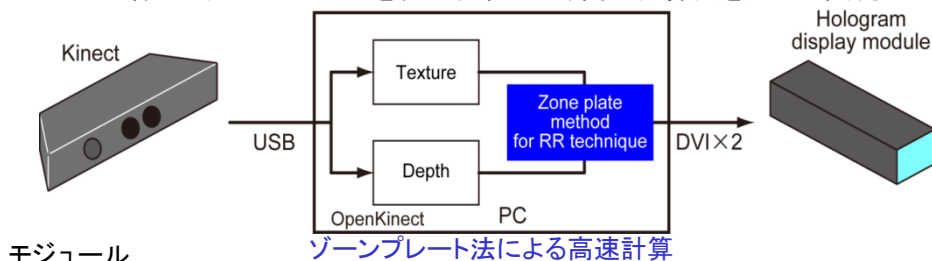 Kinect
USB
Texture
Depth
OpenKinect
PC
Zone plate
method
for RR technique
DVI×2
Hologram
display module
モジュール
ゾーンプレート法による高速計算